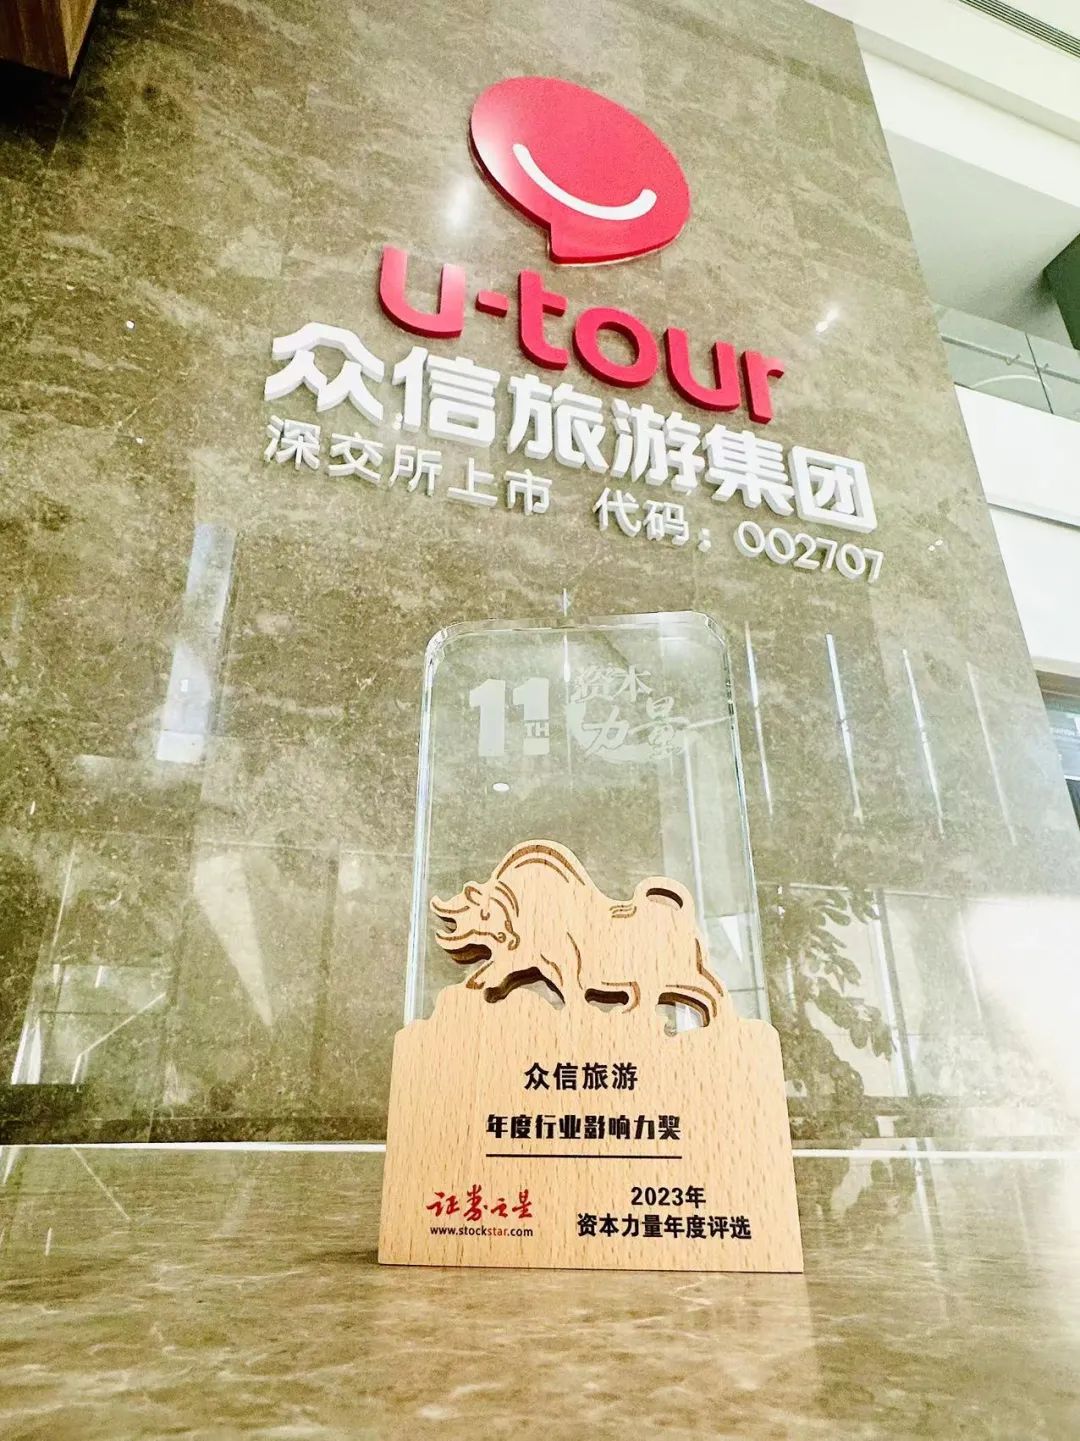 u-tour
众信旅游集团
深交所上市 代码：002707
11TH 资本
力量
众信旅游
年度行业影响力奖
证券之星
www.stockstar.com
2023年
资本力量年度评选